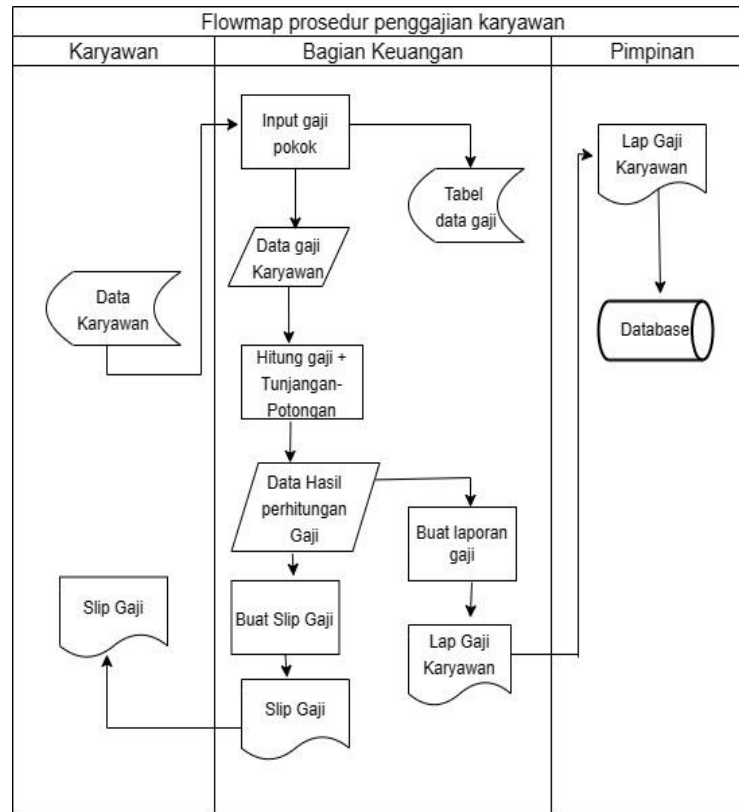 Flowmap prosedur penggajian karyawan
Karyawan
Bagian Keuangan
Pimpinan
Input gaji
pokok
Lap Gaji
Karyawan
Tabel
data gaji
Data gaji
Karyawan
Data
Karyawan
Database
Hitung gaji +
Tunjangan-
Potongan
Data Hasil
perhitungan
Gaji
Buat laporan
gaji
Slip Gaji
Buat Slip Gaji
Lap Gaji
Karyawan
Slip Gaji